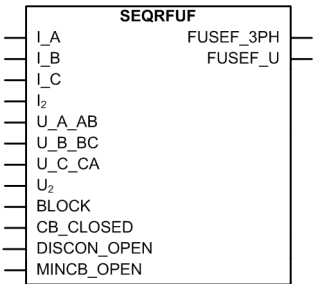 SEQRFUF
I_A FUSEF_3PH
I_B FUSEF_U
I_C
I₂
U_A_AB
U_B_BC
U_C_CA
U₂
BLOCK
CB_CLOSED
DISCON_OPEN
MINCB_OPEN